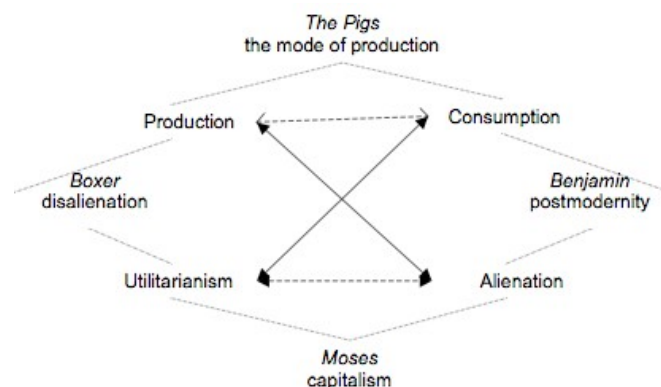 The Pigs
the mode of production
Production
Consumption
Boxer
disalienation
Benjamin
postmodernity
Utilitarianism
Alienation
Moses
capitalism